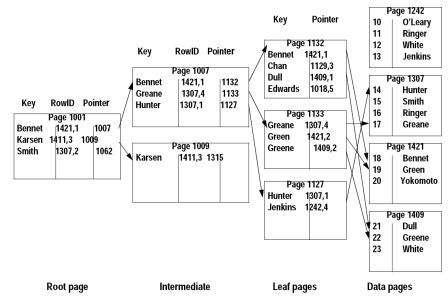 Key Pointer
Page 1132
Bennet 1421,1
Chan 1129,3
Dull 1409,1
Edwards 1018,5
Page 1242
10 O'Leary
11 Ringer
12 White
13 Jenkins
Key RowID Pointer
Page 1007
Bennet 1421,1 1132
Greane 1307,4 1133
Hunter 1307,1 1127
Page 1307
14 Hunter
15 Smith
16 Ringer
17 Greane
Key RowID Pointer
Page 1001
Bennet 1421,1 1007
Karsen 1411,3 1009
Smith 1307,2 1062
Page 1133
Greane 1307,4
Green 1421,2
Greene 1409,2
Page 1009
Karsen 1411,3 1315
Page 1421
18 Bennet
19 Green
20 Yokomoto
Page 1127
Hunter 1307,1
Jenkins 1242,4
Page 1409
21 Dull
22 Greene
23 White
Root page Intermediate Leaf pages Data pages